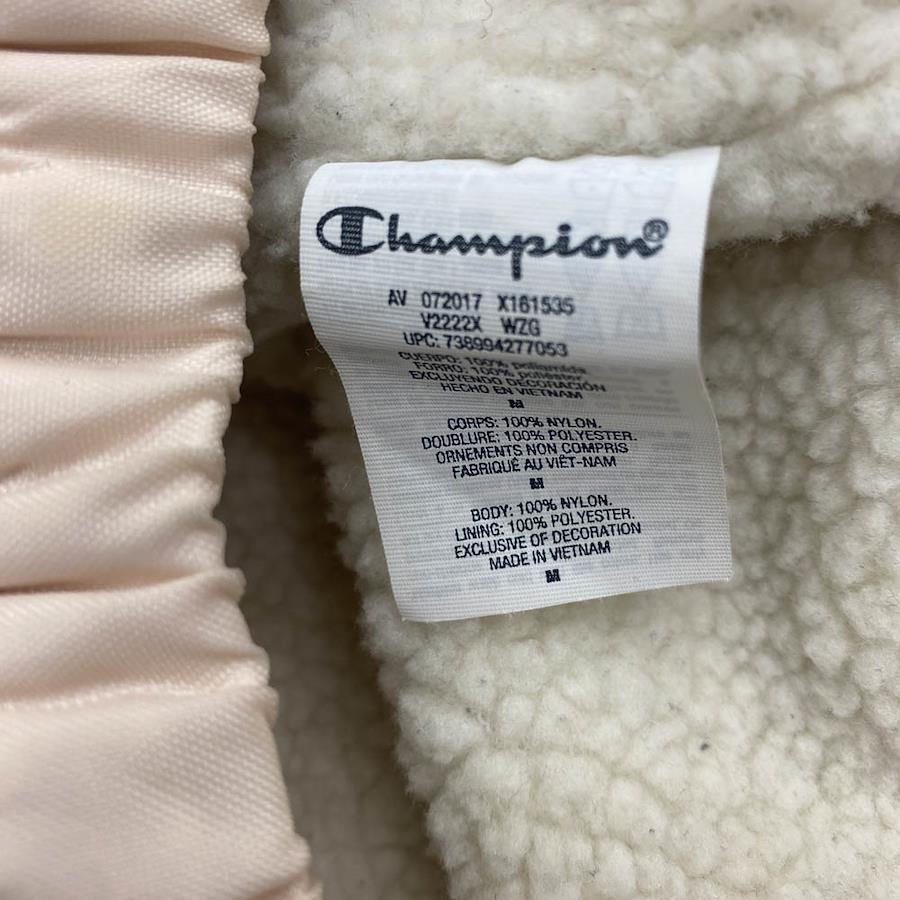 Champion®
AV 072017 X161535
V2222X WZG
UPC: 738994277053
CUERPO: 100% poliamida
FORRO: 100% poliéster
EXCLUYENDO DECORACIÓN
HECHO EN VIETNAM
M
CORPS: 100% NYLON.
DOUBLURE: 100% POLYESTER.
ORNEMENTS NON COMPRIS
FABRIQUÉ AU VIÊT-NAM
M
BODY: 100% NYLON.
LINING: 100% POLYESTER.
EXCLUSIVE OF DECORATION
MADE IN VIETNAM
M